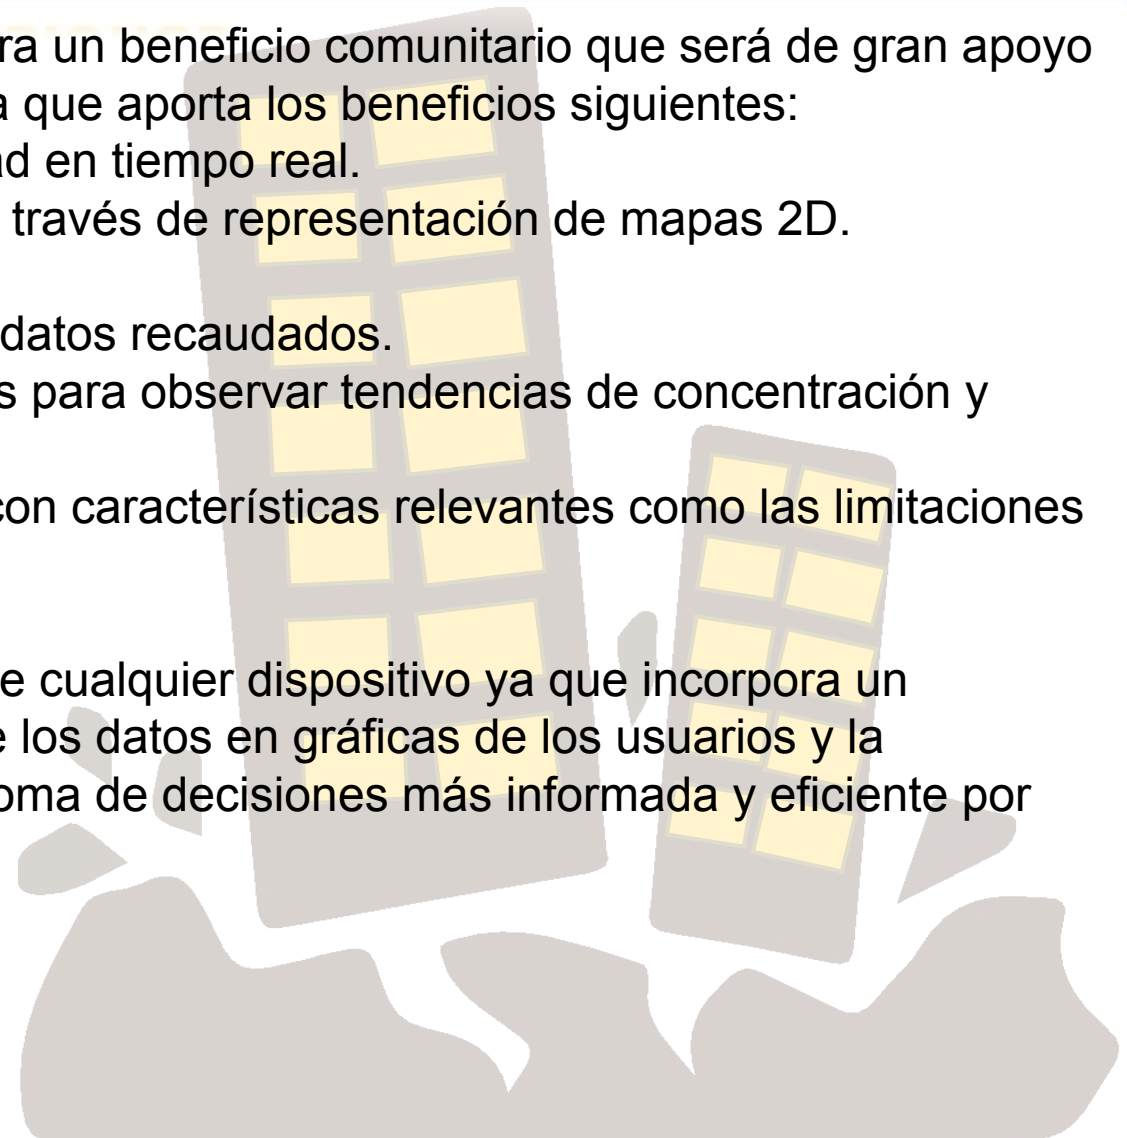 ra un beneficio comunitario que será de gran apoyo
a que aporta los beneficios siguientes:
ad en tiempo real.
través de representación de mapas 2D.
datos recaudados.
s para observar tendencias de concentración y
con características relevantes como las limitaciones
e cualquier dispositivo ya que incorpora un
e los datos en gráficas de los usuarios y la
oma de decisiones más informada y eficiente por